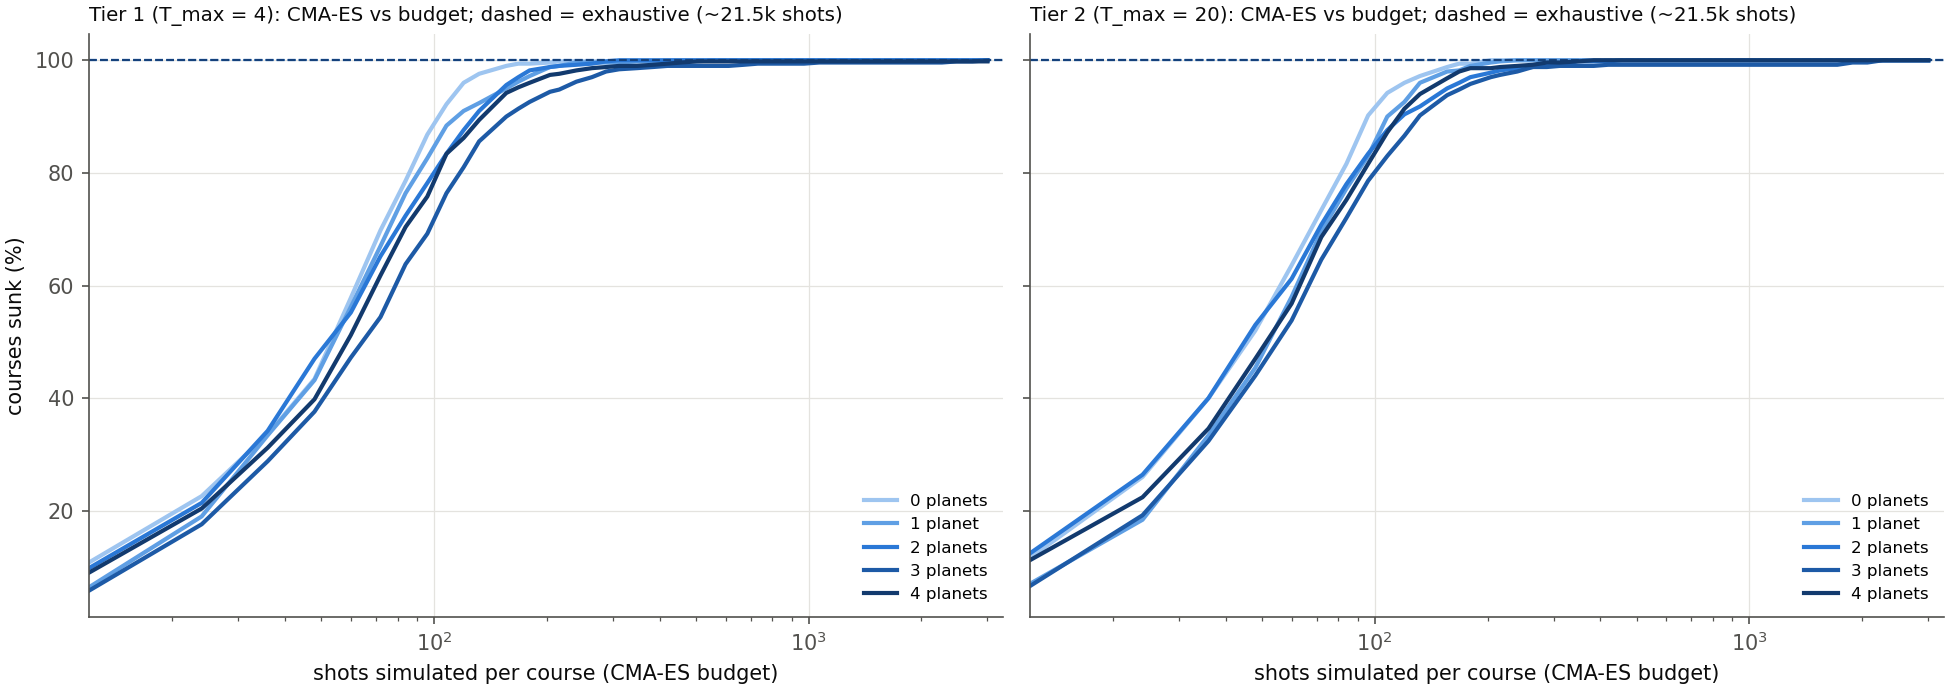 Tier 1 (T_max = 4): CMA-ES vs budget; dashed = exhaustive (~21.5k shots)
courses sunk (%)
100
80
60
40
20
0 planets
1 planet
2 planets
3 planets
4 planets
10²
10³
shots simulated per course (CMA-ES budget)
Tier 2 (T_max = 20): CMA-ES vs budget; dashed = exhaustive (~21.5k shots)
0 planets
1 planet
2 planets
3 planets
4 planets
10²
10³
shots simulated per course (CMA-ES budget)